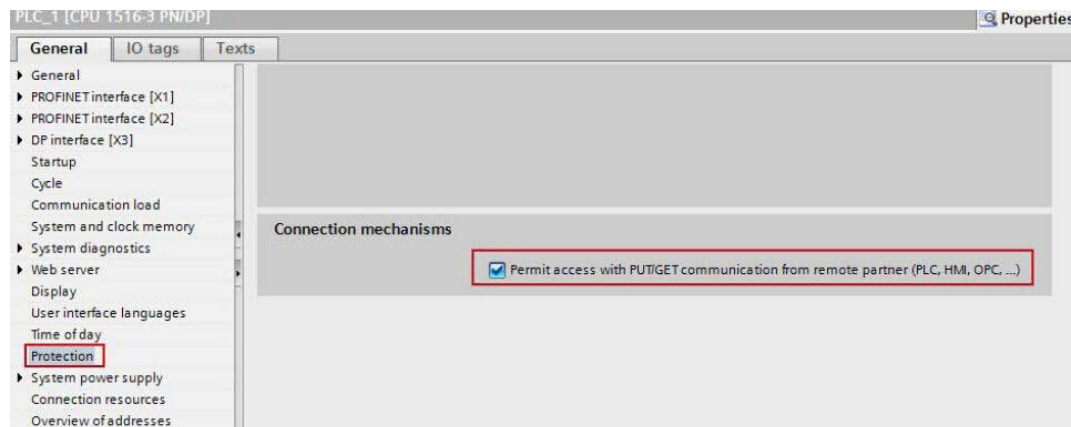 PLC_1 [CPU 1516-3 PN/DP]
Properties
General IO tags Texts
General
PROFINET interface [X1]
PROFINET interface [X2]
DP interface [X3]
Startup
Cycle
Communication load
System and clock memory
System diagnostics
Web server
Display
User interface languages
Time of day
Protection
System power supply
Connection resources
Overview of addresses
Connection mechanisms
Permit access with PUT/GET communication from remote partner (PLC, HMI, OPC, ...)